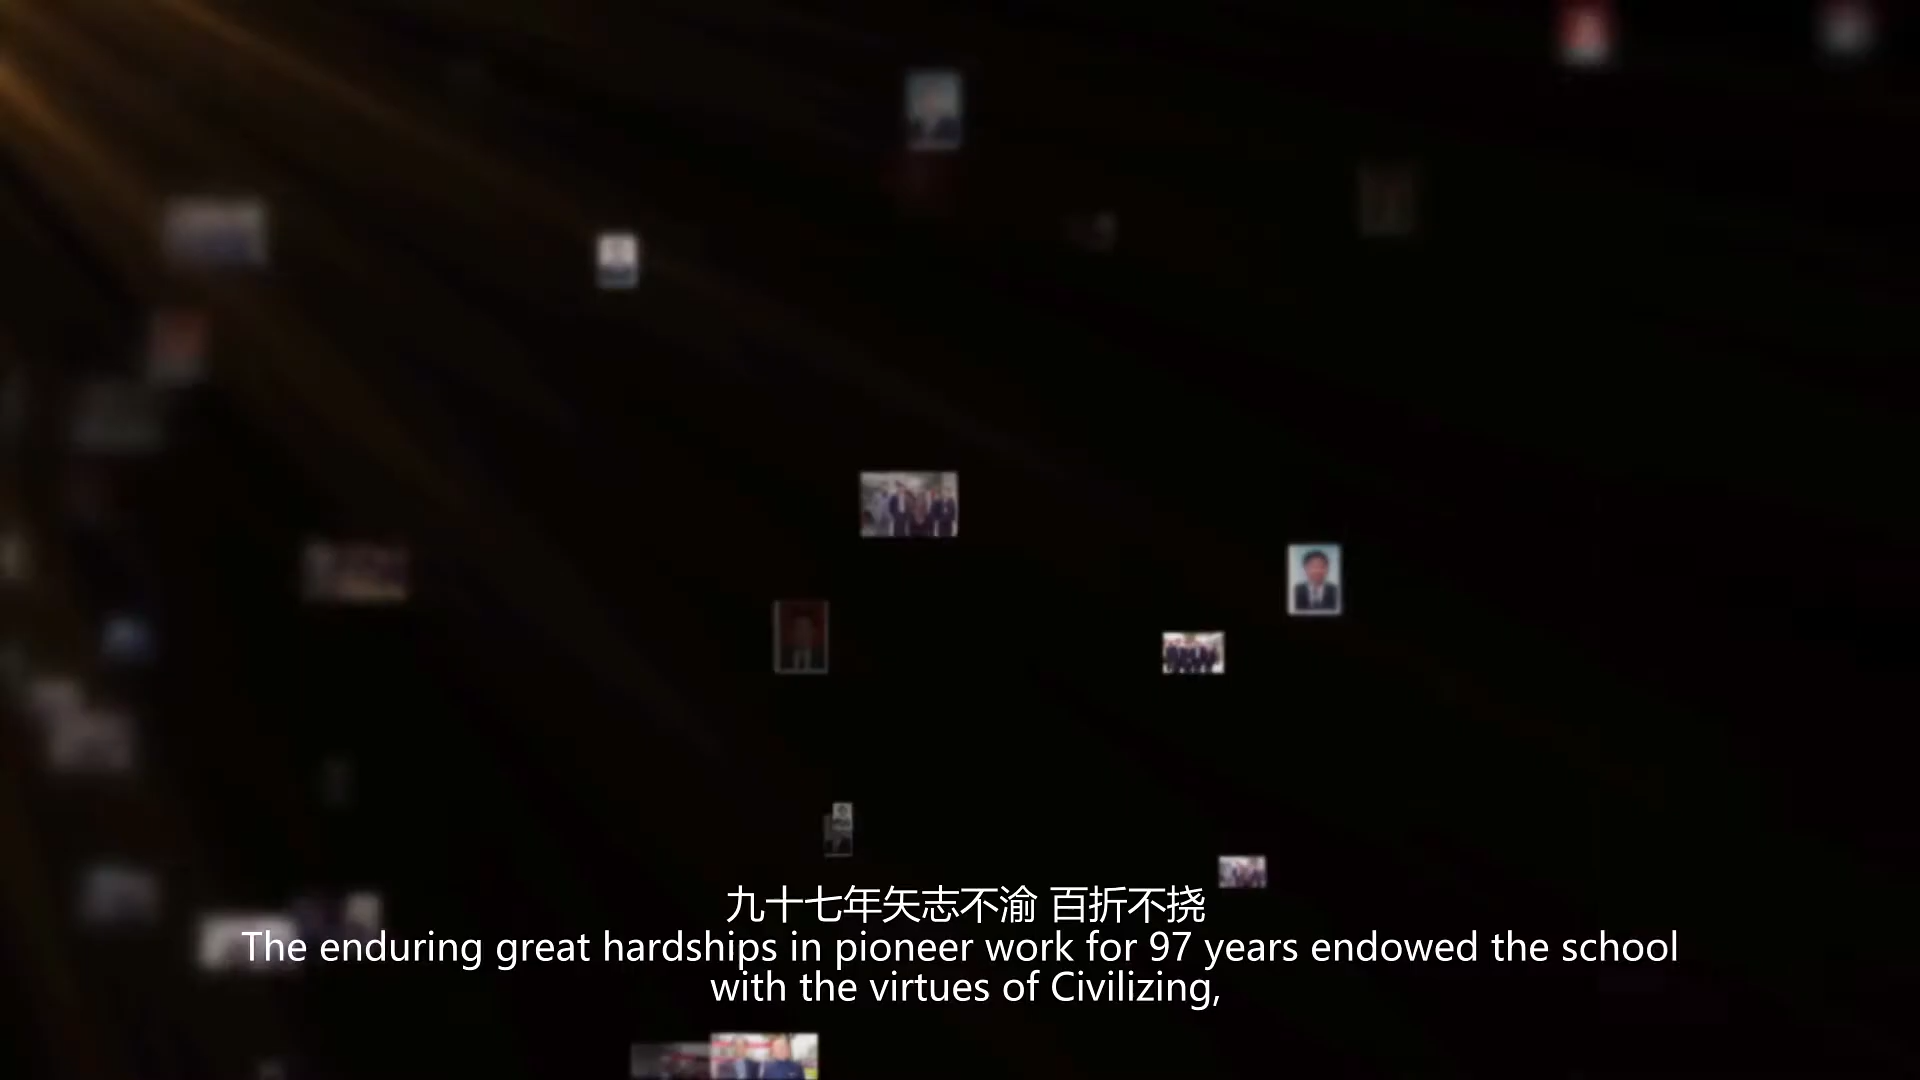 九十七年矢志不渝 百折不挠
The enduring great hardships in pioneer work for 97 years endowed the school
with the virtues of Civilizing,